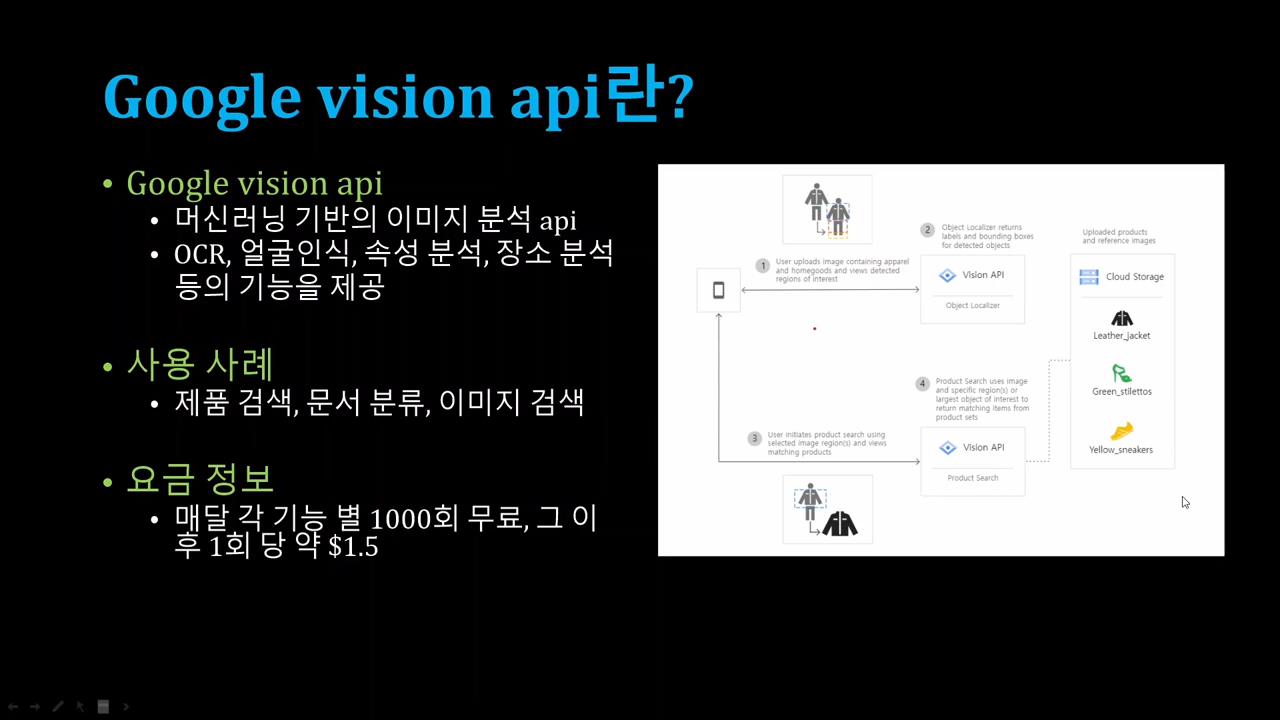 Google vision api란?
• Google vision api
• 머신러닝 기반의 이미지 분석 api
• OCR, 얼굴인식, 속성 분석, 장소 분석
등의 기능을 제공
• 사용 사례
• 제품 검색, 문서 분류, 이미지 검색
• 요금 정보
• 매달 각 기능 별 1000회 무료, 그 이
후 1회 당 약 $1.5
1
User uploads image containing apparel
and homegoods and views detected
regions of interest
2
Object Localizer returns
labels and bounding boxes
for detected objects
Vision API
Object Localizer
3
User initiates product search using
selected image region(s) and views
matching products
4
Product Search uses image
and specific region(s) or
largest object of interest to
return matching items from
product sets
Vision API
Product Search
Uploaded products
and reference images
Cloud Storage
Leather_jacket
Green_stilettos
Yellow_sneakers